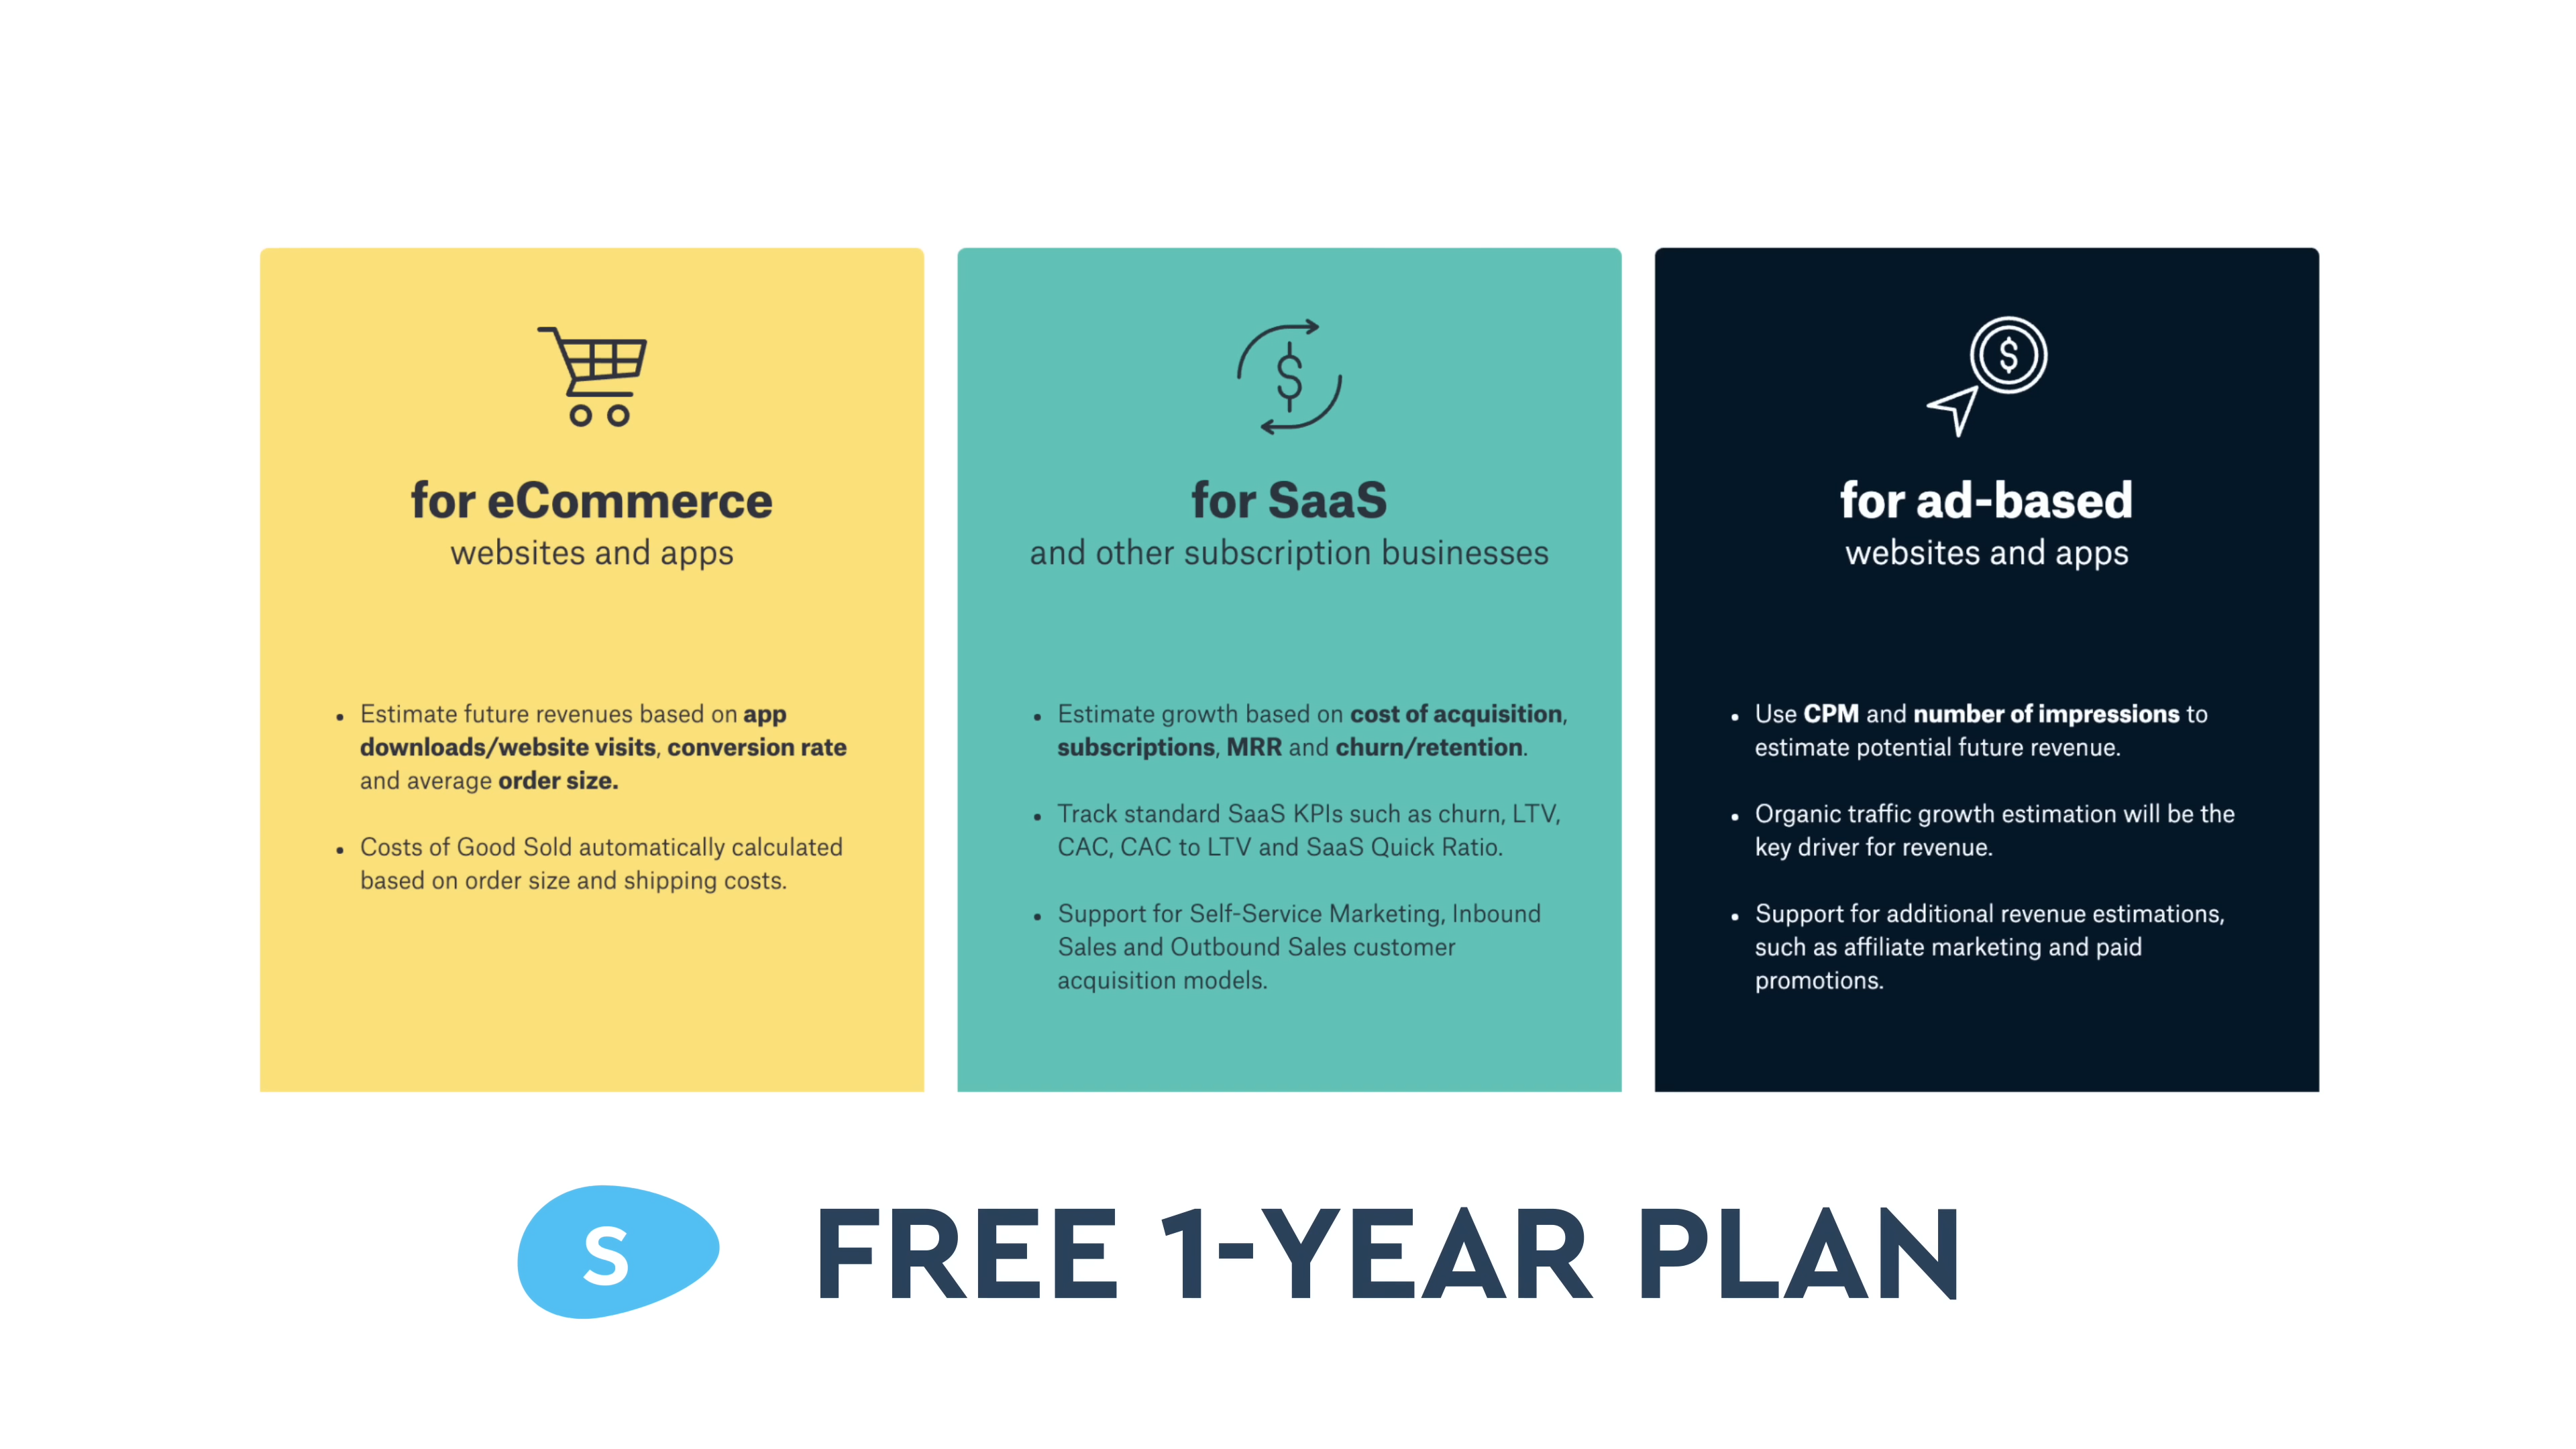 for eCommerce
websites and apps
• Estimate future revenues based on app
downloads/website visits, conversion rate
and average order size.
• Costs of Good Sold automatically calculated
based on order size and shipping costs.
$
for SaaS
and other subscription businesses
• Estimate growth based on cost of acquisition,
subscriptions, MRR and churn/retention.
• Track standard SaaS KPIs such as churn, LTV,
CAC, CAC to LTV and SaaS Quick Ratio.
• Support for Self-Service Marketing, Inbound
Sales and Outbound Sales customer
acquisition models.
$
for ad-based
websites and apps
• Use CPM and number of impressions to
estimate potential future revenue.
• Organic traffic growth estimation will be the
key driver for revenue.
• Support for additional revenue estimations,
such as affiliate marketing and paid
promotions.
S
FREE 1-YEAR PLAN